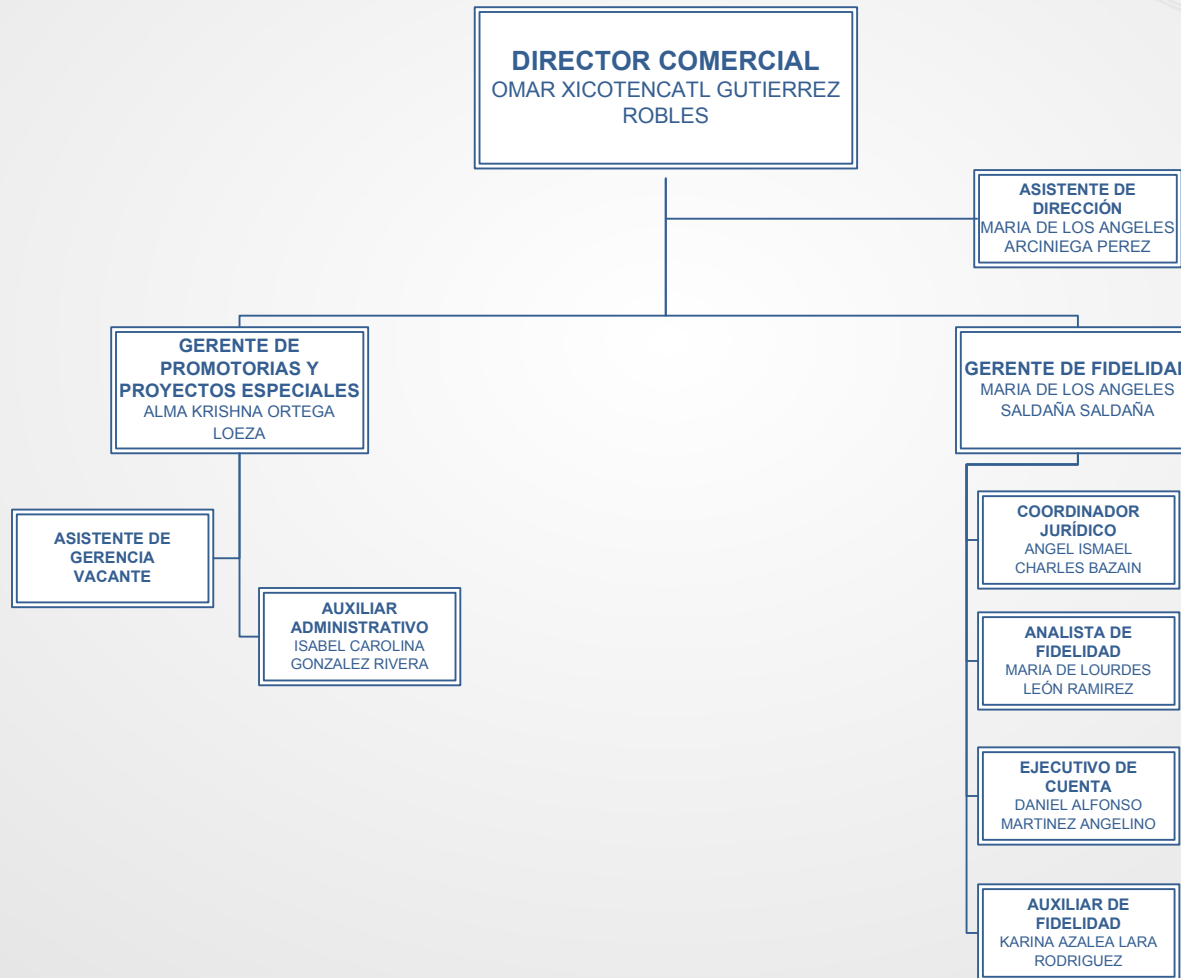 DIRECTOR COMERCIAL
OMAR XICOTENCATL GUTIERREZ
ROBLES
ASISTENTE DE
DIRECCIÓN
MARIA DE LOS ANGELES
ARCINIEGA PEREZ
GERENTE DE
PROMOTORIAS Y
PROYECTOS ESPECIALES
ALMA KRISHNA ORTEGA
LOEZA
GERENTE DE FIDELIDAD
MARIA DE LOS ANGELES
SALDAÑA SALDAÑA
ASISTENTE DE
GERENCIA
VACANTE
AUXILIAR
ADMINISTRATIVO
ISABEL CAROLINA
GONZALEZ RIVERA
COORDINADOR
JURÍDICO
ANGEL ISMAEL
CHARLES BAZAIN
ANALISTA DE
FIDELIDAD
MARIA DE LOURDES
LEÓN RAMIREZ
EJECUTIVO DE
CUENTA
DANIEL ALFONSO
MARTINEZ ANGELINO
AUXILIAR DE
FIDELIDAD
KARINA AZALEA LARA
RODRIGUEZ